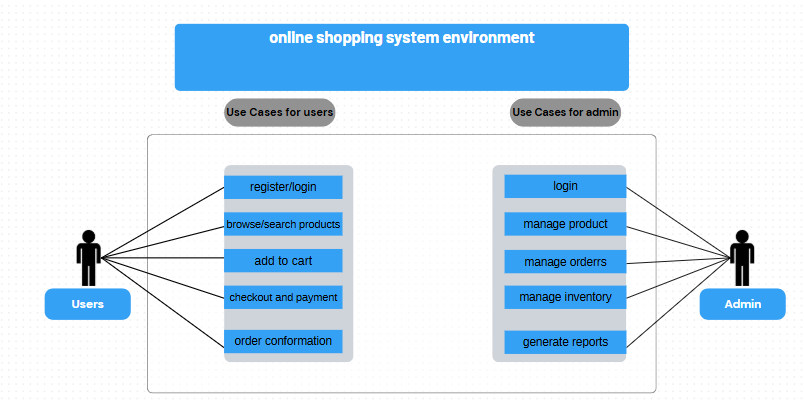 online shopping system environment
Use Cases for users
Use Cases for admin
register/login
browse/search products
add to cart
checkout and payment
order conformation
login
manage product
manage orderrs
manage inventory
generate reports
Users
Admin